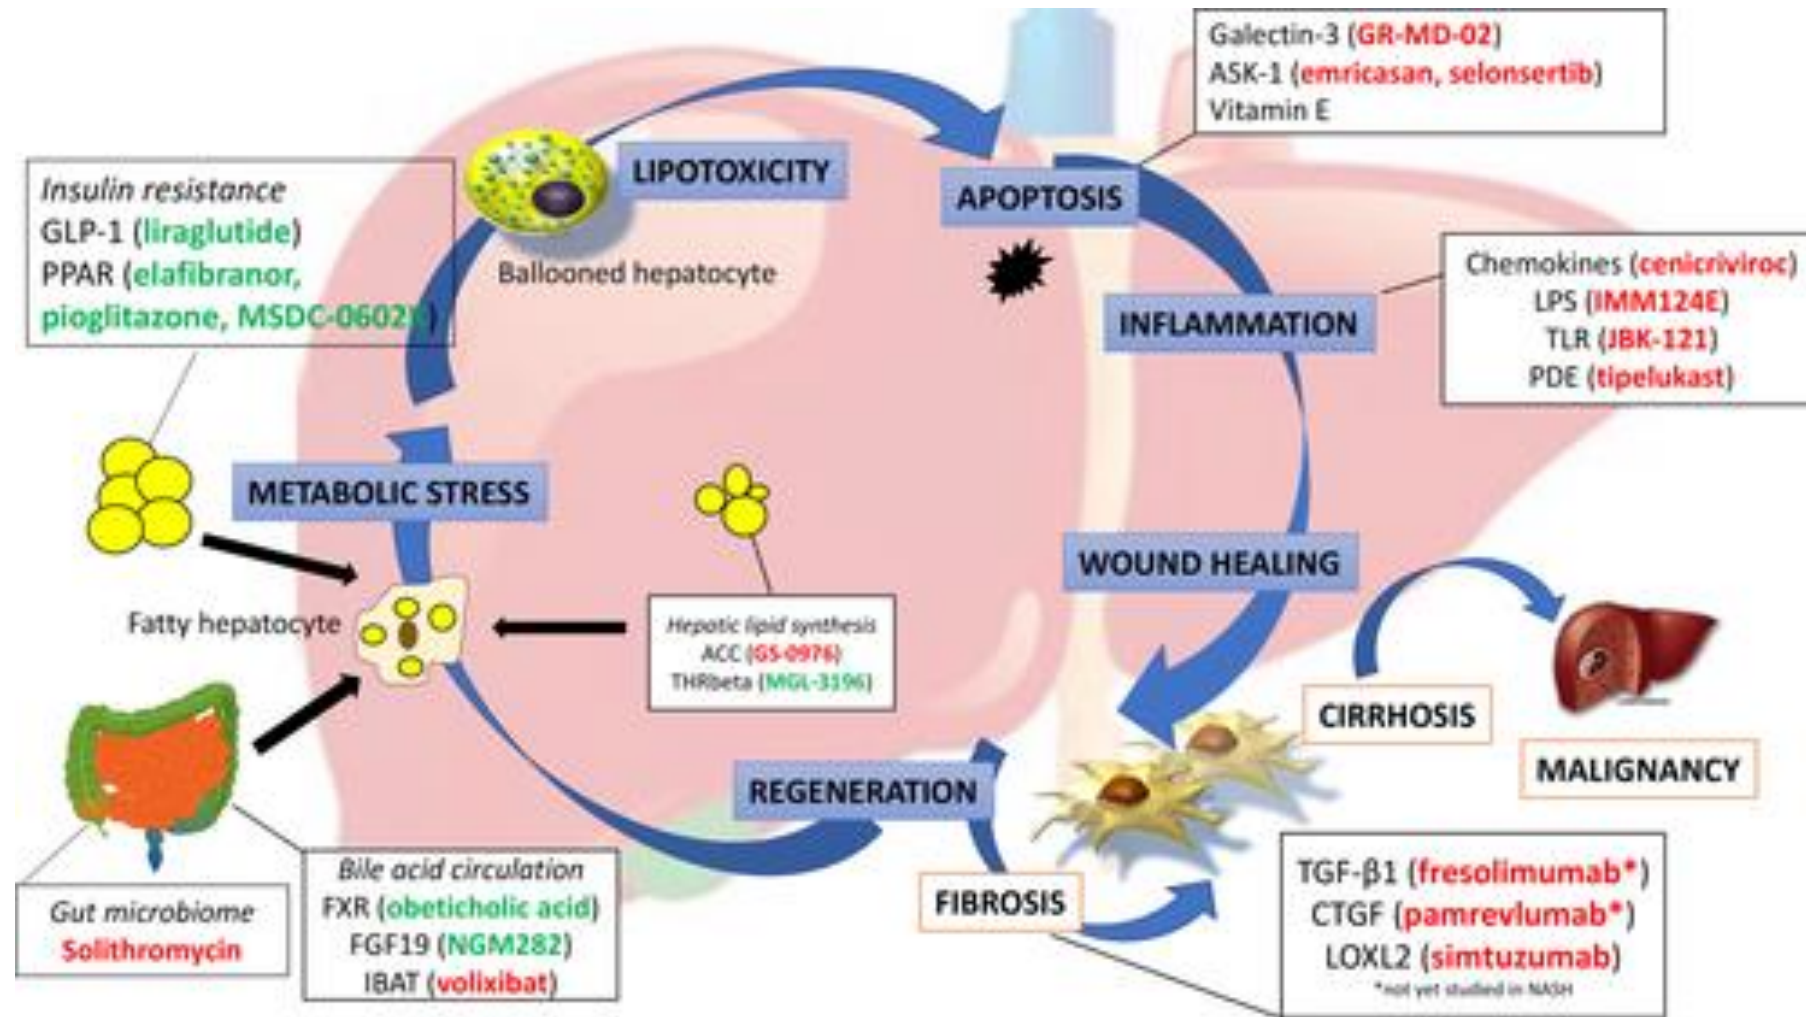 Galectin-3 (GR-MD-02)
ASK-1 (emricasan, selonsertib)
Vitamin E
LIPOTOXICITY
APOPTOSIS
Insulin resistance
GLP-1 (liraglutide)
PPAR (elafibranor,
pioglitazone, MSDC-0602K)
Ballooned hepatocyte
INFLAMMATION
Chemokines (cenicriviroc)
LPS (IMM124E)
TLR (JBK-121)
PDE (tipelukast)
METABOLIC STRESS
WOUND HEALING
Fatty hepatocyte
Hepatic lipid synthesis
ACC (GS-0976)
THRbeta (MGL-3196)
CIRRHOSIS
MALIGNANCY
REGENERATION
FIBROSIS
Gut microbiome
Solithromycin
Bile acid circulation
FXR (obeticholic acid)
FGF19 (NGM282)
IBAT (volixibat)
TGF-β1 (fresolimumab*)
CTGF (pamrevlumab*)
LOXL2 (simtuzumab)
*not yet studied in NASH